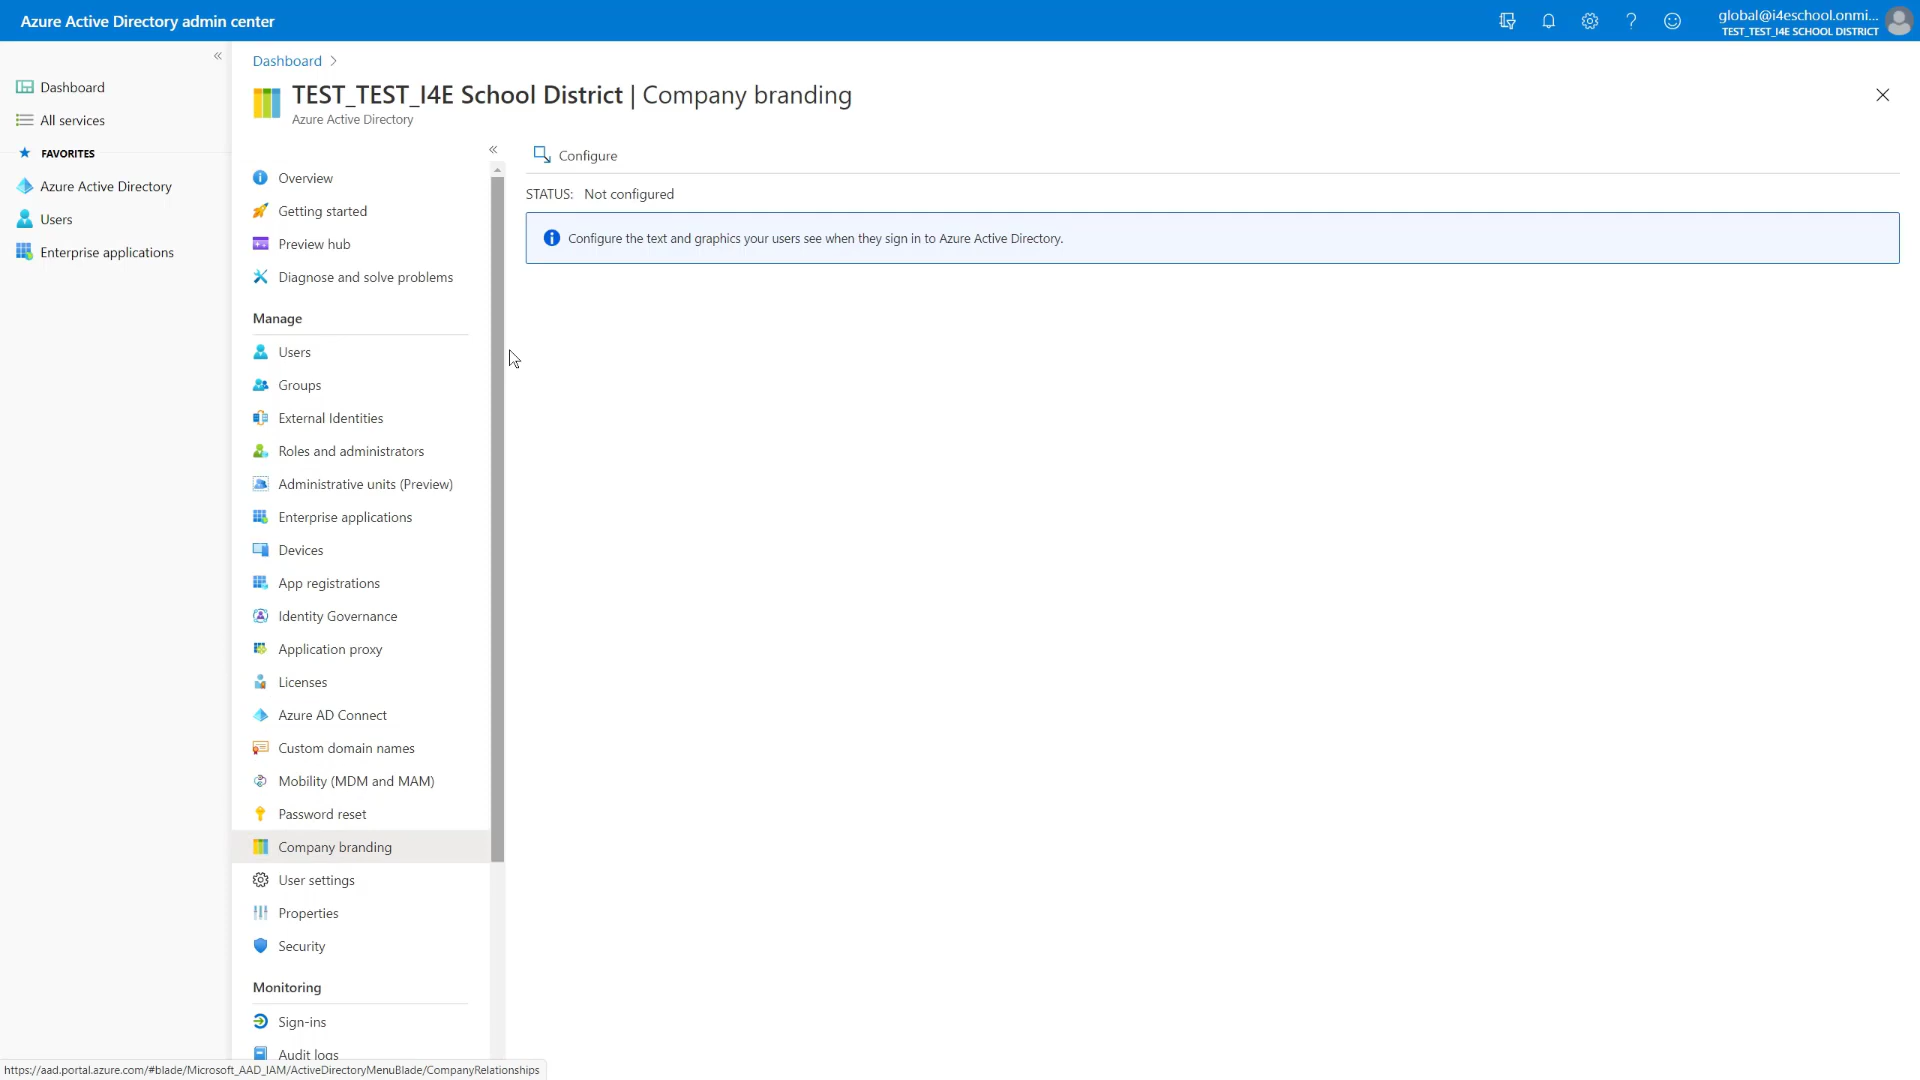 Azure Active Directory admin center
global@i4eschool.onmi...
TEST_TEST_I4E SCHOOL DISTRICT
Dashboard
All services
FAVORITES
Azure Active Directory
Users
Enterprise applications
Dashboard
TEST_TEST_I4E School District | Company branding
Azure Active Directory
Overview
Getting started
Preview hub
Diagnose and solve problems
Manage
Users
Groups
External Identities
Roles and administrators
Administrative units (Preview)
Enterprise applications
Devices
App registrations
Identity Governance
Application proxy
Licenses
Azure AD Connect
Custom domain names
Mobility (MDM and MAM)
Password reset
Company branding
User settings
Properties
Security
Monitoring
Sign-ins
Audit logs
Configure
STATUS: Not configured
Configure the text and graphics your users see when they sign in to Azure Active Directory.
https://aad.portal.azure.com/#blade/Microsoft_AAD_IAM/ActiveDirectoryMenuBlade/CompanyRelationships